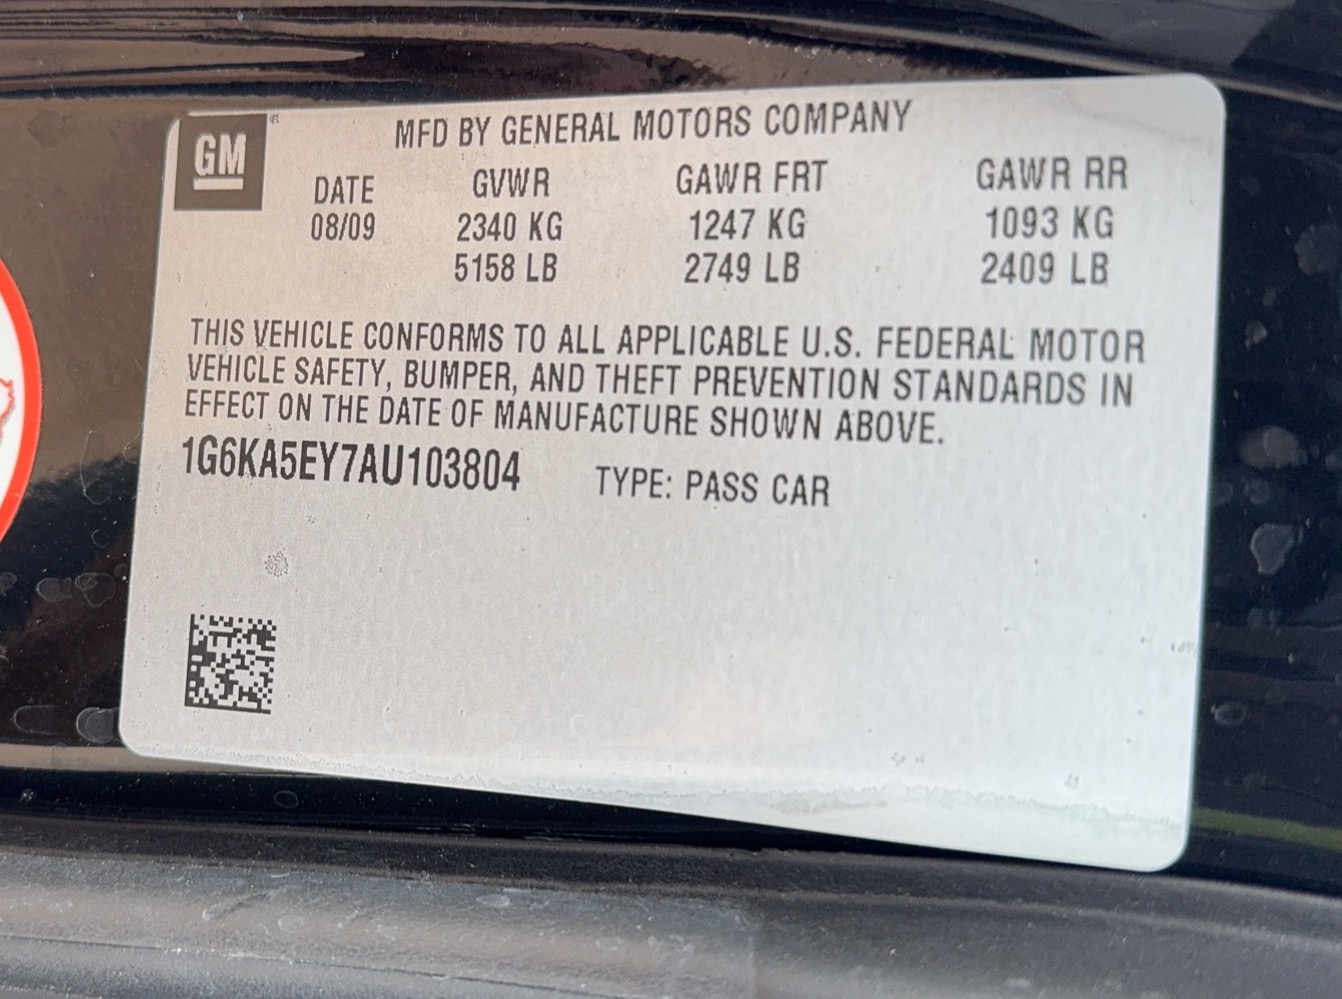 GM
MFD BY GENERAL MOTORS COMPANY
DATE GVWR GAWR FRT GAWR RR
08/09 2340 KG 1247 KG 1093 KG
5158 LB 2749 LB 2409 LB
THIS VEHICLE CONFORMS TO ALL APPLICABLE U.S. FEDERAL MOTOR
VEHICLE SAFETY, BUMPER, AND THEFT PREVENTION STANDARDS IN
EFFECT ON THE DATE OF MANUFACTURE SHOWN ABOVE.
1G6KA5EY7AU103804 TYPE: PASS CAR